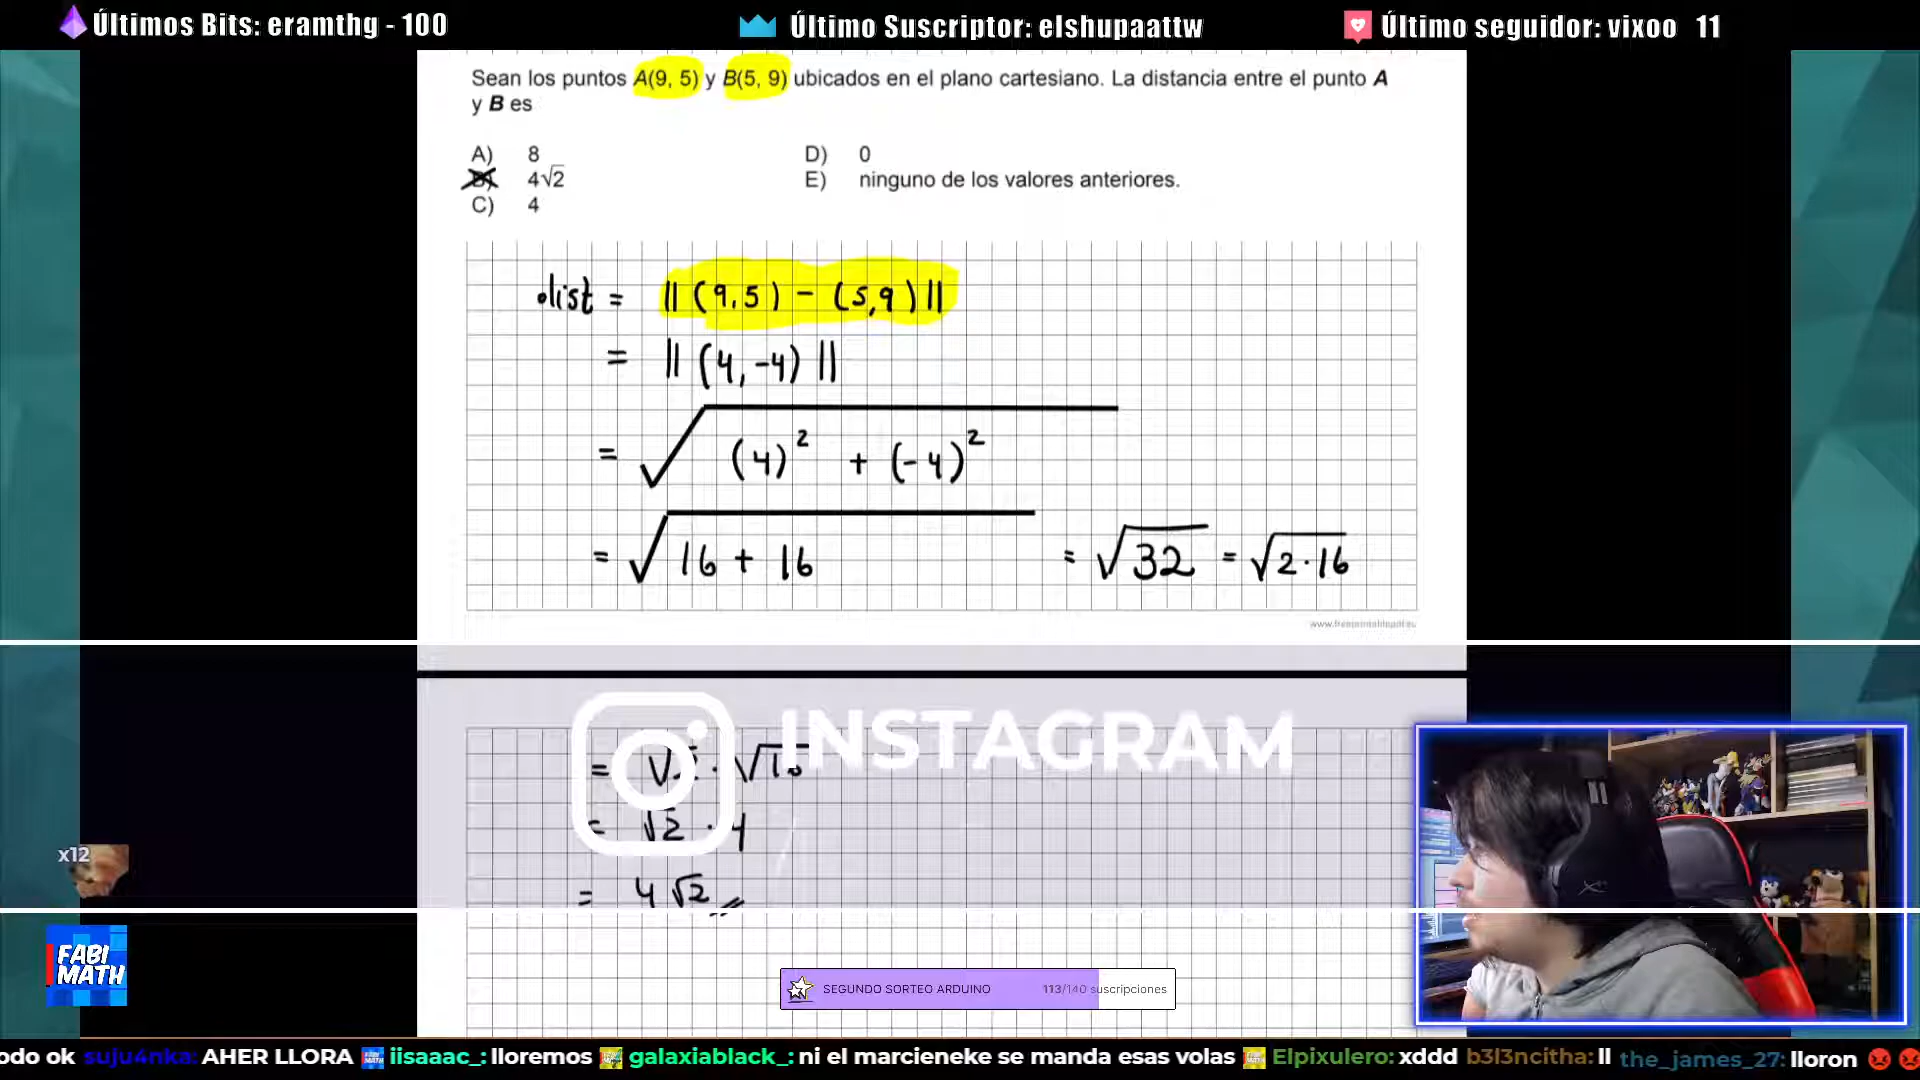 Últimos Bits: eramthg - 100
Último Suscriptor: elshupaattw
Último seguidor: vixoo 11
Sean los puntos A(9, 5) y B(5, 9) ubicados en el plano cartesiano. La distancia entre el punto A
y B es
A) 8
B) 4√2
C) 4
D) 0
E) ninguno de los valores anteriores.
dist = || (9,5) - (5,9) ||
= || (4,-4) ||
= √(4)² + (-4)²
= √16 + 16 = √32 = √2·16
INSTAGRAM
= √2 · √16
= √2 · 4
= 4√2
x12
FABI
MATH
SEGUNDO SORTEO ARDUINO 113/140 suscripciones
odo ok suju4nka: AHER LLORA iisaaac_: lloremos galaxiablack_: ni el marcieneke se manda esas volas Elpixulero: xddd b3l3ncitha: ll the_james_27: lloron